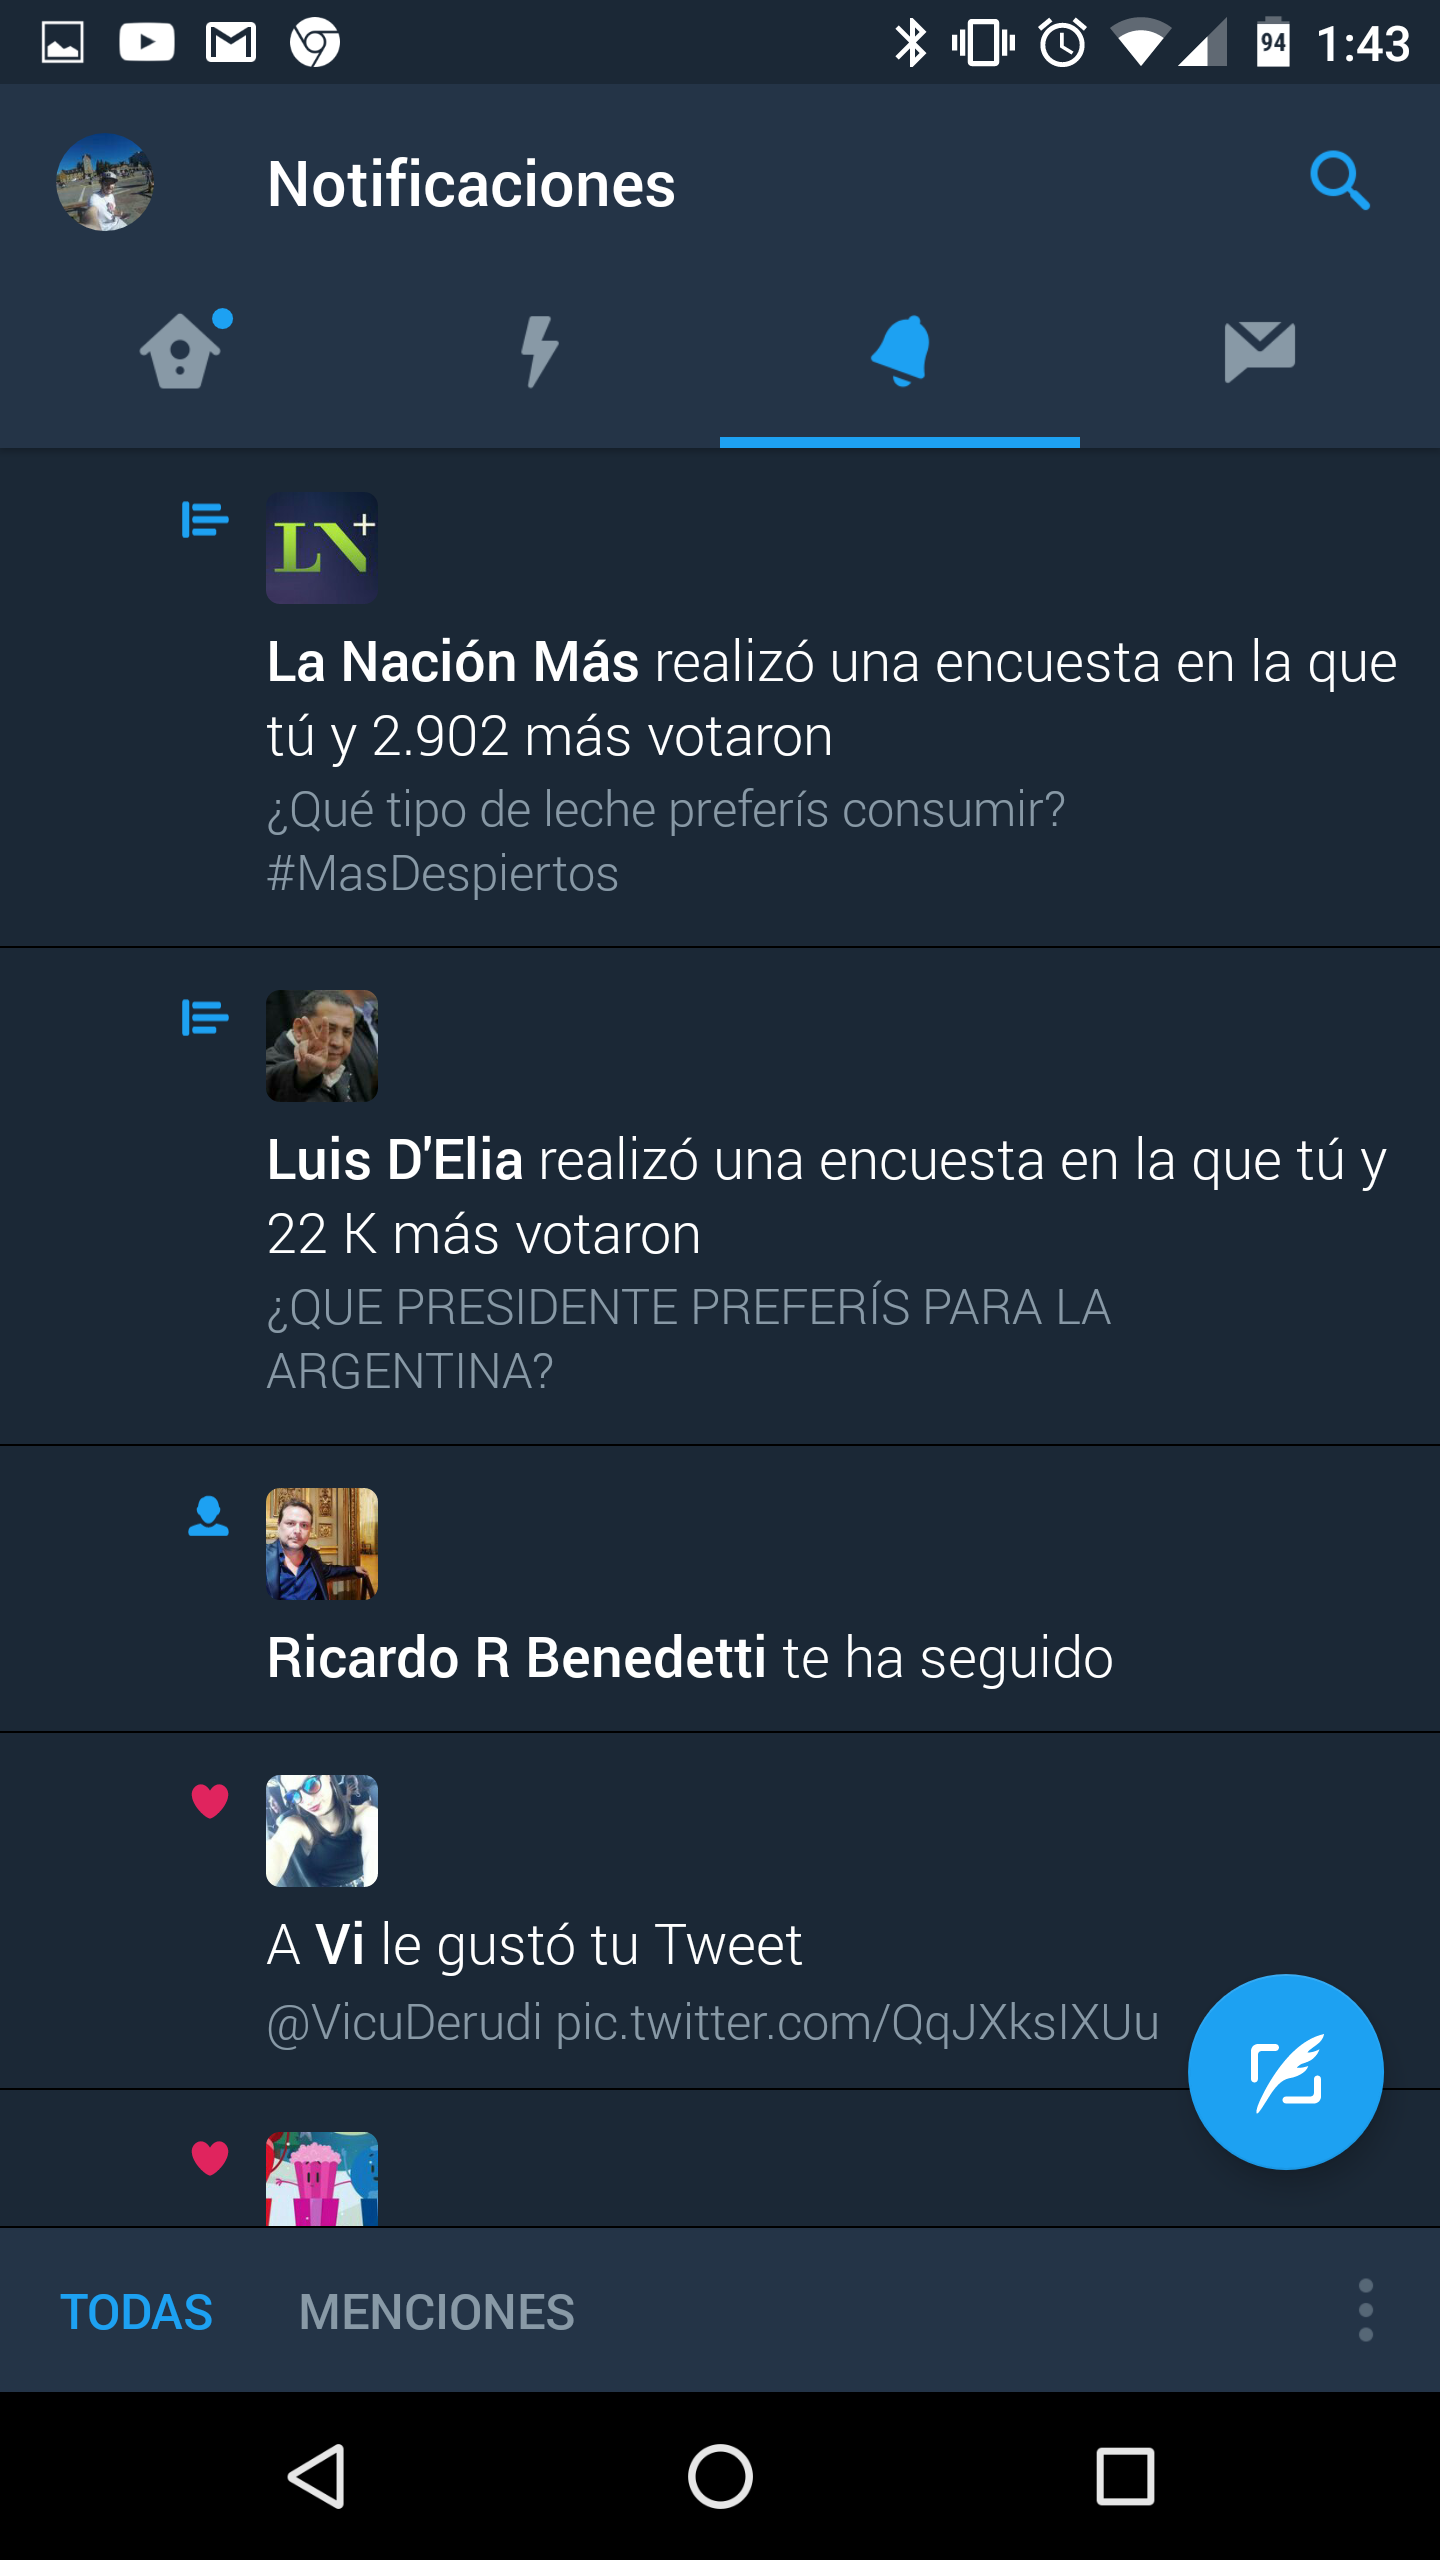 94 1:43
Notificaciones
LN+
La Nación Más realizó una encuesta en la que
tú y 2.902 más votaron
¿Qué tipo de leche preferís consumir?
#MasDespiertos
Luis D'Elia realizó una encuesta en la que tú y
22 K más votaron
¿QUE PRESIDENTE PREFERÍS PARA LA
ARGENTINA?
Ricardo R Benedetti te ha seguido
A Vi le gustó tu Tweet
@VicuDerudi pic.twitter.com/QqJXksIXUu
TODAS MENCIONES